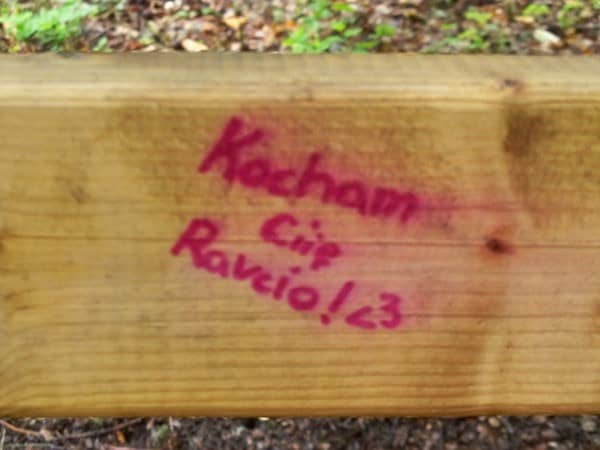 Kocham
Cię
Ravcio! <3